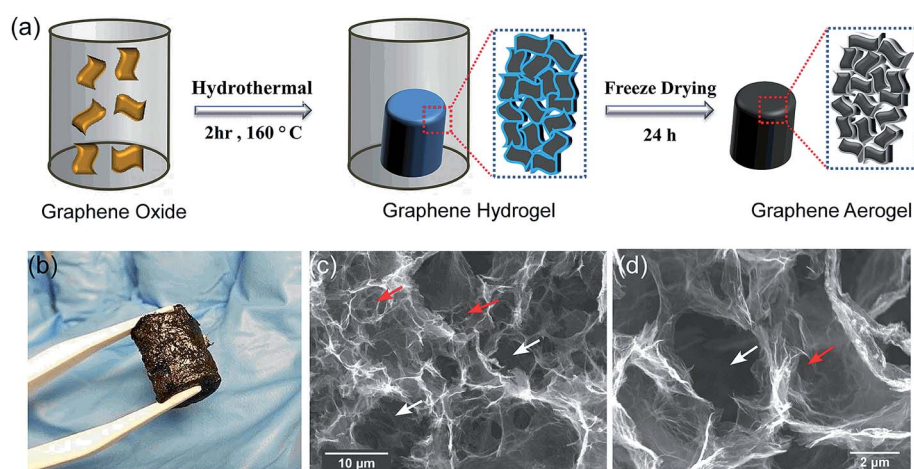 (a)
Hydrothermal
2hr , 160 ° C
Freeze Drying
24 h
Graphene Oxide
Graphene Hydrogel
Graphene Aerogel
(b)
(c)
(d)
10 µm
2 µm